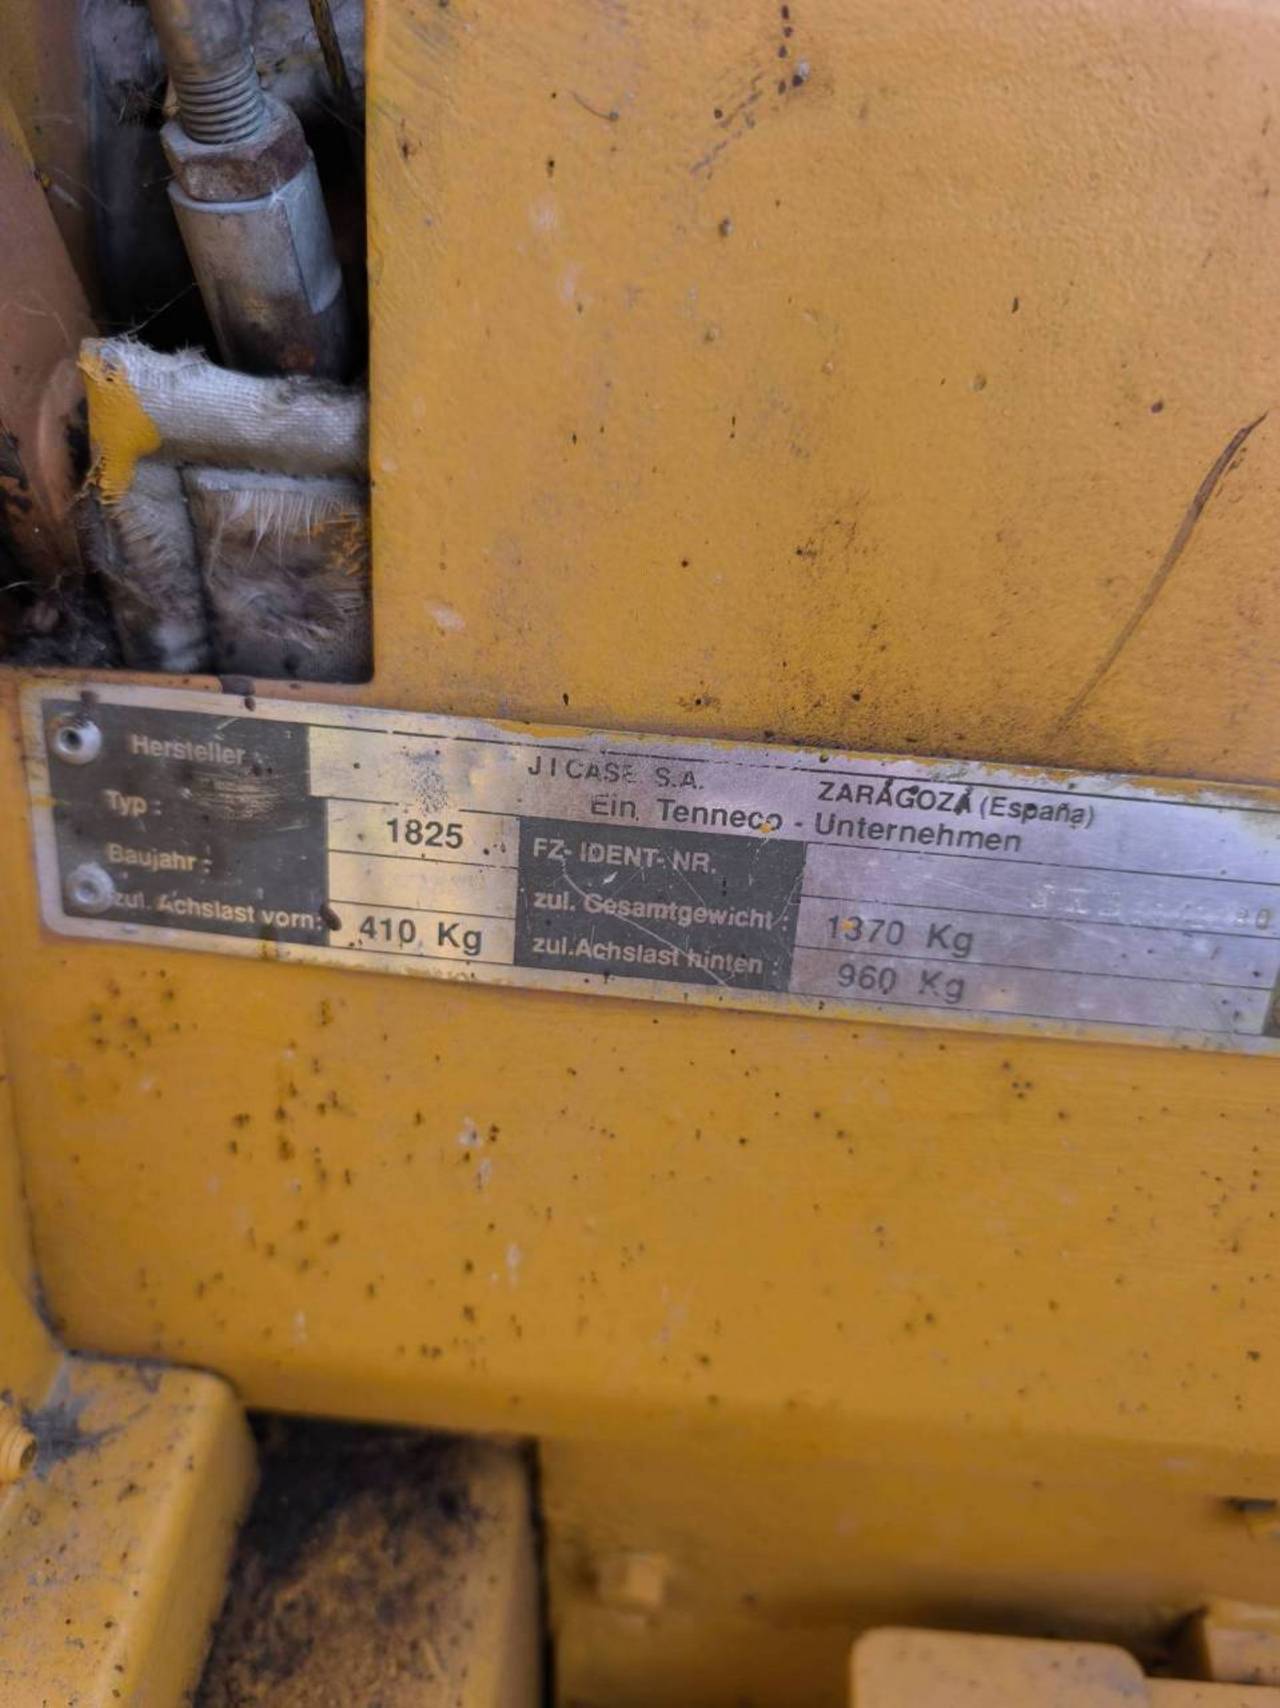 Hersteller : J I CASE S.A. ZARAGOZA (España)
Ein Tenneco - Unternehmen
Typ : 1825 FZ-IDENT-NR.
Baujahr : zul. Gesamtgewicht : 1370 Kg
zul. Achslast vorn: 410 Kg zul.Achslast hinten : 960 Kg